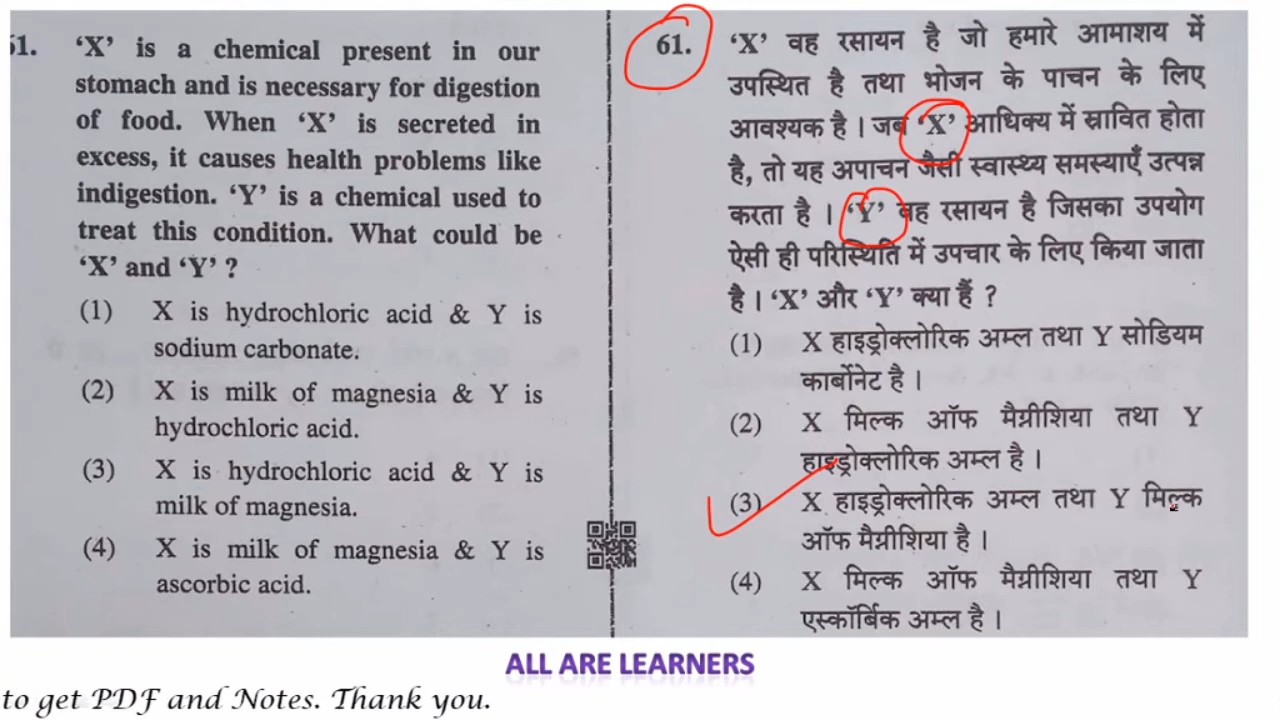 51.
'X' is a chemical present in our
stomach and is necessary for digestion
of food. When 'X' is secreted in
excess, it causes health problems like
indigestion. 'Y' is a chemical used to
treat this condition. What could be
'X' and 'Y' ?
(1) X is hydrochloric acid & Y is
sodium carbonate.
(2) X is milk of magnesia & Y is
hydrochloric acid.
(3) X is hydrochloric acid & Y is
milk of magnesia.
(4) X is milk of magnesia & Y is
ascorbic acid.
61. 'X' वह रसायन है जो हमारे आमाशय में
उपस्थित है तथा भोजन के पाचन के लिए
आवश्यक है । जब 'X' आधिक्य में स्रावित होता
है, तो यह अपाचन जैसी स्वास्थ्य समस्याएँ उत्पन्न
करता है । 'Y' वह रसायन है जिसका उपयोग
ऐसी ही परिस्थिति में उपचार के लिए किया जाता
है । 'X' और 'Y' क्या हैं ?
(1) X हाइड्रोक्लोरिक अम्ल तथा Y सोडियम
कार्बोनेट है ।
(2) X मिल्क ऑफ मैग्नीशिया तथा Y
हाइड्रोक्लोरिक अम्ल है ।
(3) X हाइड्रोक्लोरिक अम्ल तथा Y मिल्क
ऑफ मैग्नीशिया है ।
(4) X मिल्क ऑफ मैग्नीशिया तथा Y
एस्कॉर्बिक अम्ल है ।
ALL ARE LEARNERS
to get PDF and Notes. Thank you.